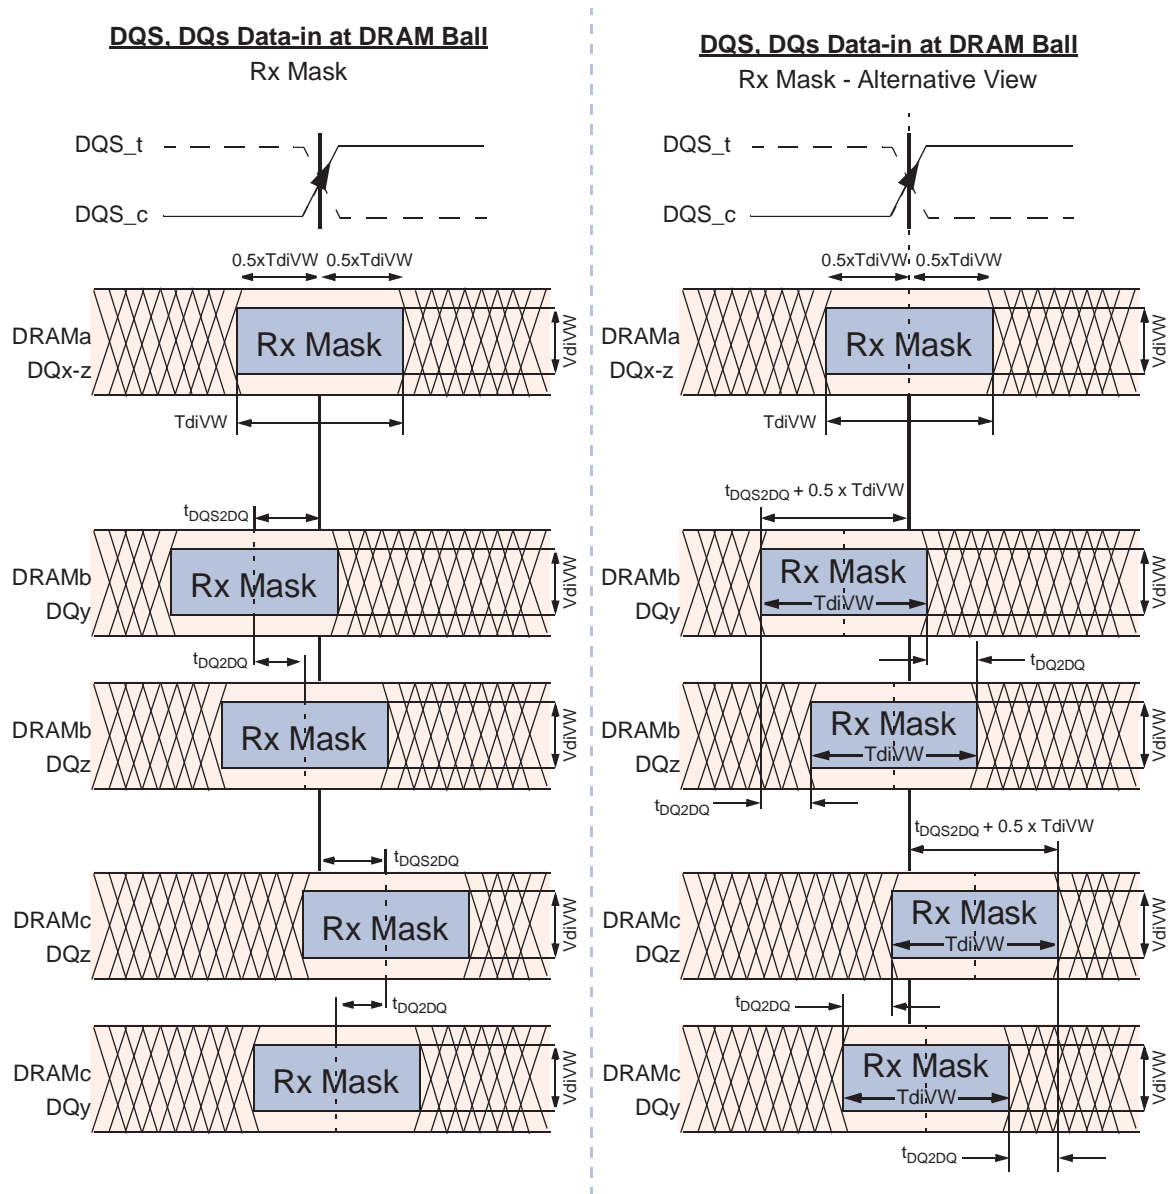 DQS, DQs Data-in at DRAM Ball
Rx Mask
DQS_t
DQS_c
0.5xTdiVW 0.5xTdiVW
DRAMa
DQx-z
Rx Mask
VdiVW
TdiVW
tDQS2DQ
DRAMb
DQy
Rx Mask
VdiVW
tDQ2DQ
DRAMb
DQz
Rx Mask
VdiVW
tDQS2DQ
DRAMc
DQz
Rx Mask
VdiVW
tDQ2DQ
DRAMc
DQy
Rx Mask
VdiVW
DQS, DQs Data-in at DRAM Ball
Rx Mask - Alternative View
DQS_t
DQS_c
0.5xTdiVW 0.5xTdiVW
DRAMa
DQx-z
Rx Mask
VdiVW
TdiVW
tDQS2DQ + 0.5 x TdiVW
DRAMb
DQy
Rx Mask
TdiVW
VdiVW
tDQ2DQ
DRAMb
DQz
Rx Mask
TdiVW
VdiVW
tDQ2DQ
tDQS2DQ + 0.5 x TdiVW
DRAMc
DQz
Rx Mask
TdiVW
VdiVW
tDQ2DQ
DRAMc
DQy
Rx Mask
TdiVW
VdiVW
tDQ2DQ